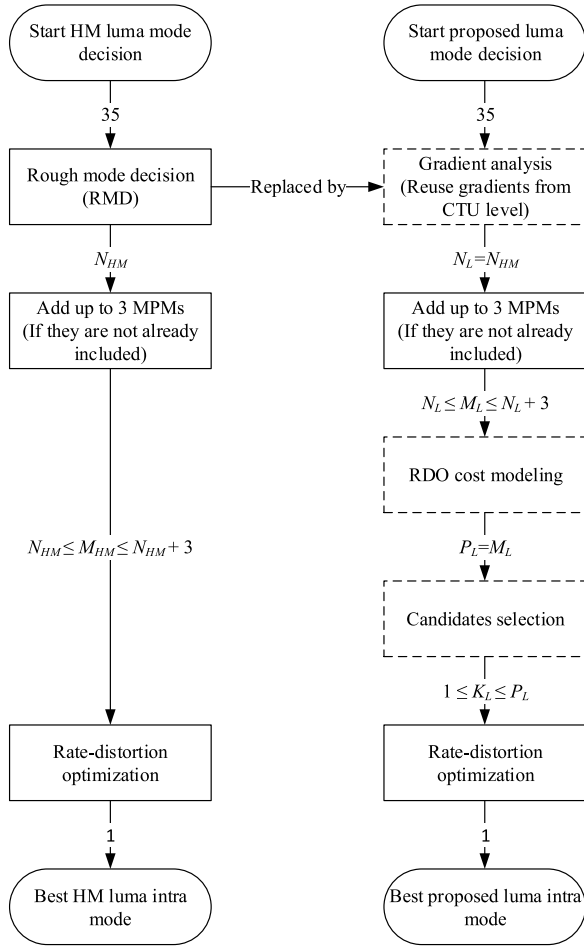 Start HM luma mode
decision
35
Rough mode decision
(RMD)
Replaced by
N_HM
Add up to 3 MPMs
(If they are not already
included)
N_HM ≤ M_HM ≤ N_HM + 3
Rate-distortion
optimization
1
Best HM luma intra
mode
Start proposed luma
mode decision
35
Gradient analysis
(Reuse gradients from
CTU level)
N_L=N_HM
Add up to 3 MPMs
(If they are not already
included)
N_L ≤ M_L ≤ N_L + 3
RDO cost modeling
P_L=M_L
Candidates selection
1 ≤ K_L ≤ P_L
Rate-distortion
optimization
1
Best proposed luma intra
mode